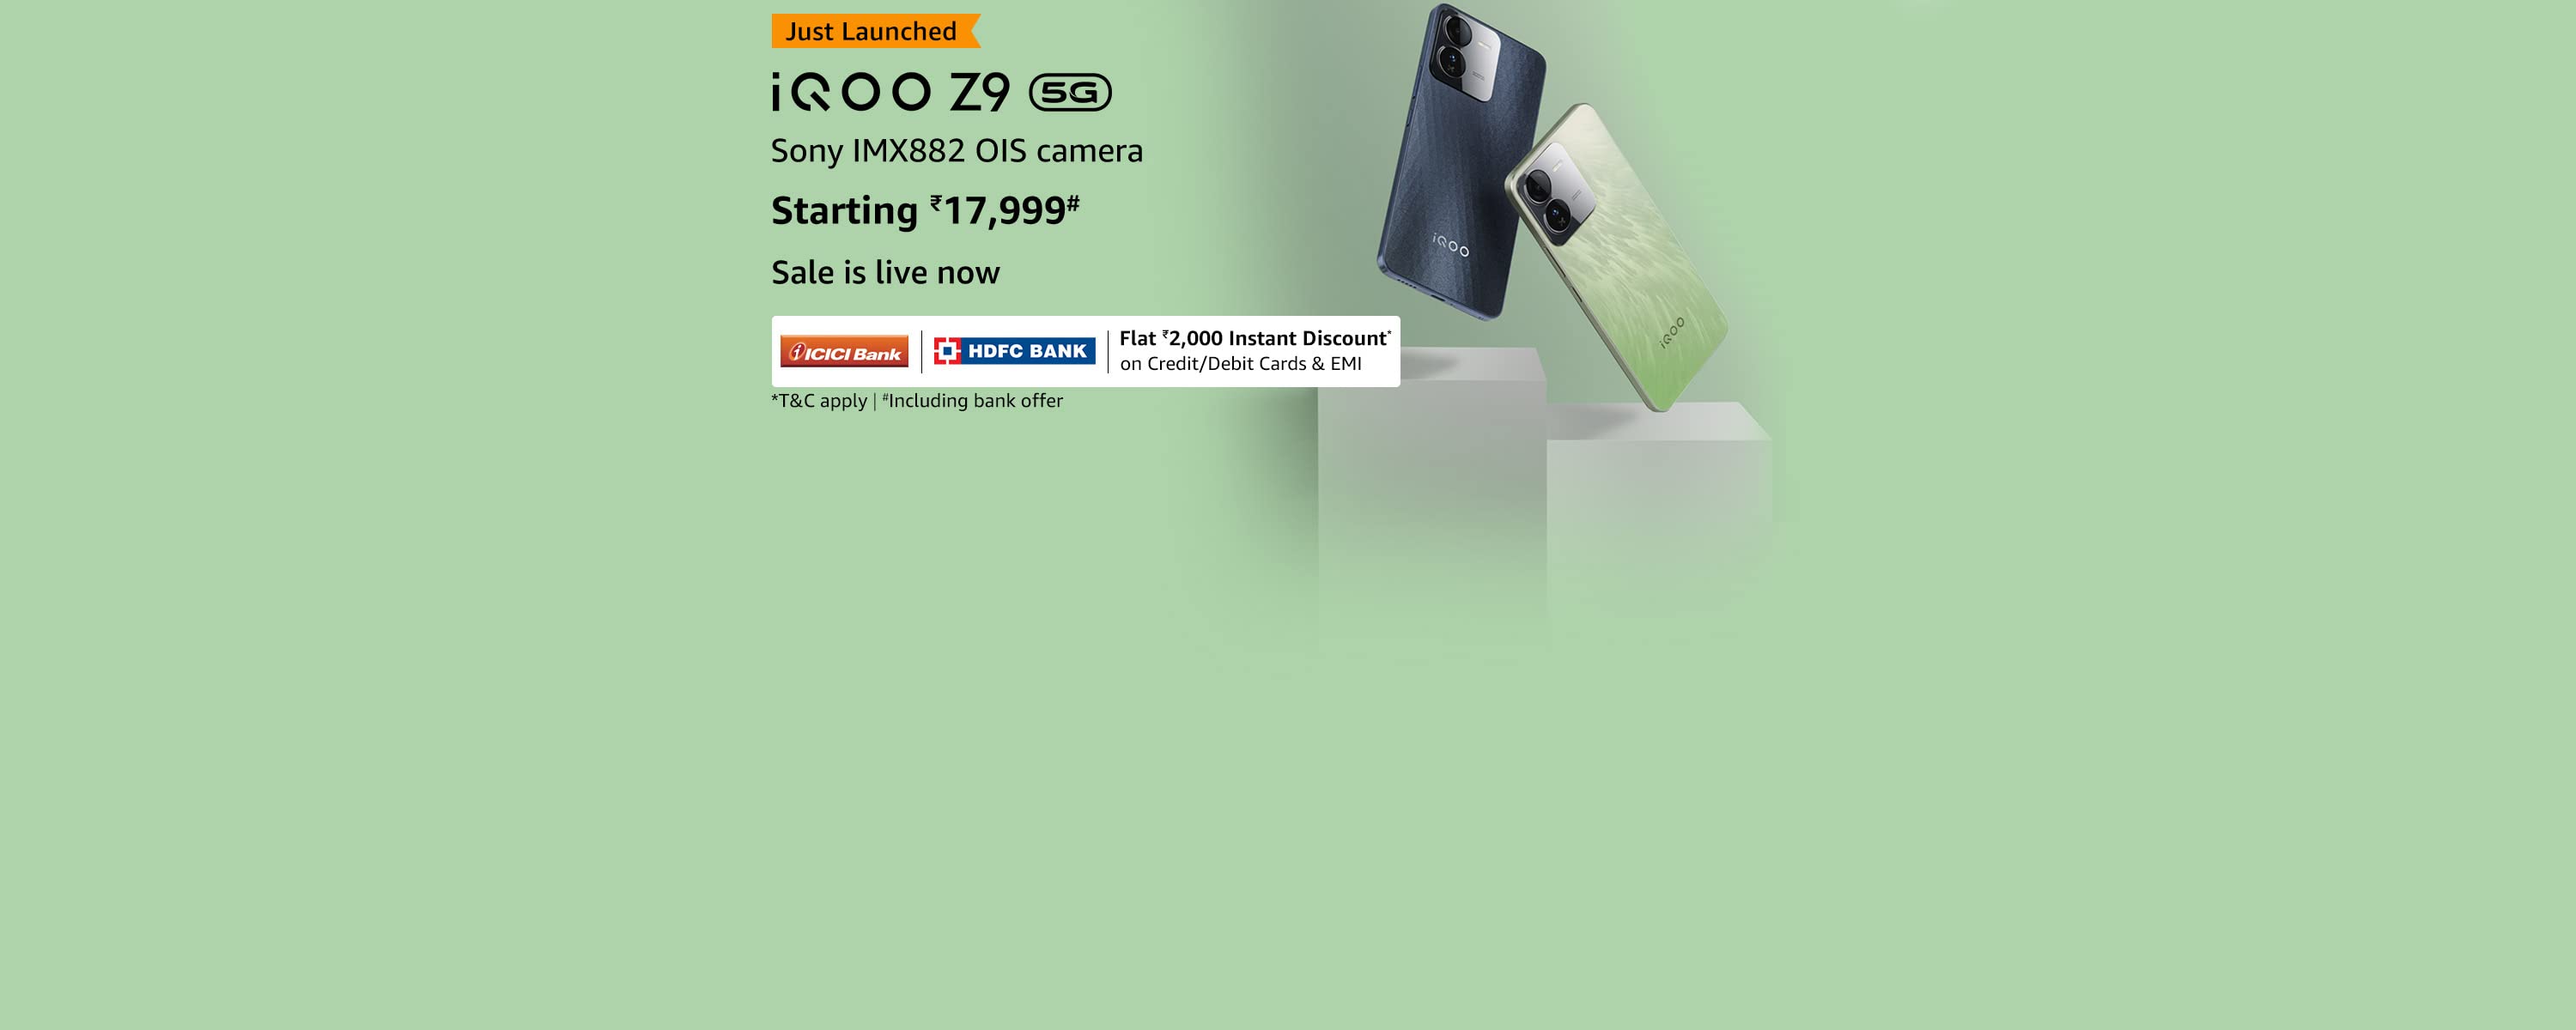 Just Launched
iQOO Z9 5G
Sony IMX882 OIS camera
Starting ₹17,999#
Sale is live now
ICICI Bank
HDFC BANK
Flat ₹2,000 Instant Discount*
on Credit/Debit Cards & EMI
*T&C apply | #Including bank offer
iQOO
iQOO